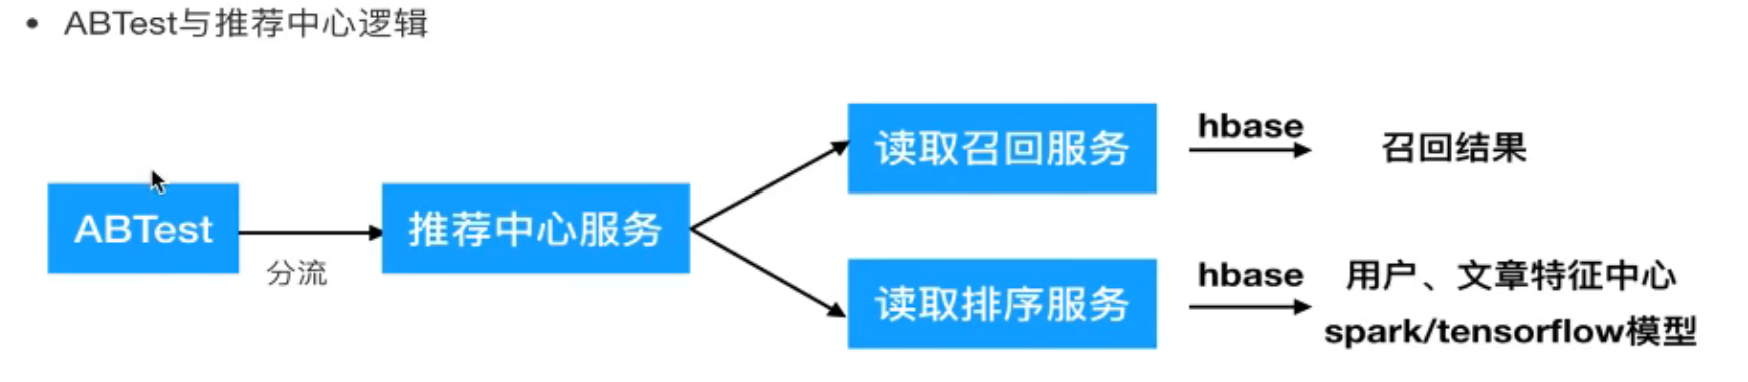 • ABTest与推荐中心逻辑
ABTest
分流
推荐中心服务
读取召回服务
hbase
召回结果
读取排序服务
hbase
用户、文章特征中心
spark/tensorflow模型